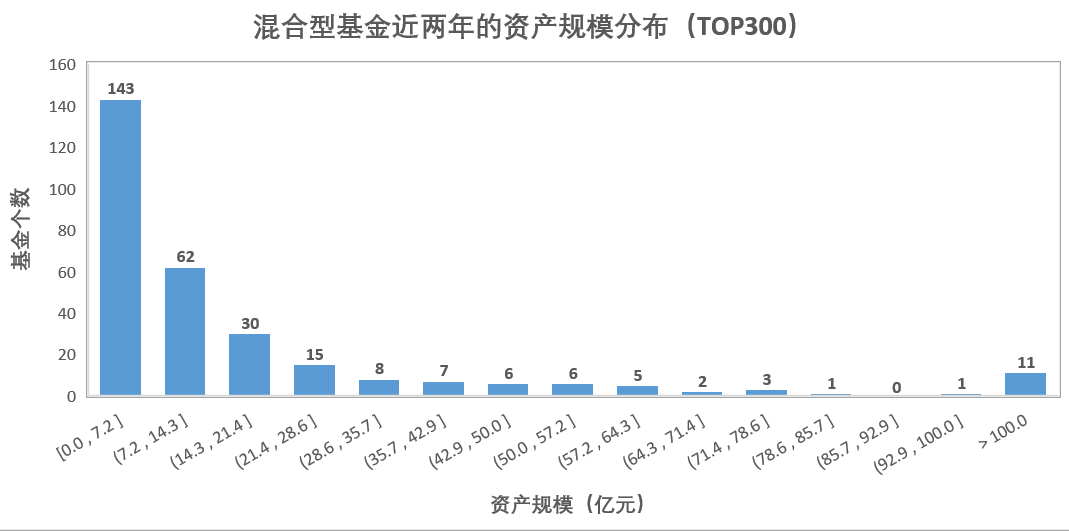 混合型基金近两年的资产规模分布（TOP300）
160
140
120
100
80
60
40
20
0
基金个数
143
62
30
15
8
7
6
6
5
2
3
1
0
1
11
[0.0 , 7.2 ]
(7.2 , 14.3 ]
(14.3 , 21.4 ]
(21.4 , 28.6 ]
(28.6 , 35.7 ]
(35.7 , 42.9 ]
(42.9 , 50.0 ]
(50.0 , 57.2 ]
(57.2 , 64.3 ]
(64.3 , 71.4 ]
(71.4 , 78.6 ]
(78.6 , 85.7 ]
(85.7 , 92.9 ]
(92.9 , 100.0 ]
> 100.0
资产规模（亿元）